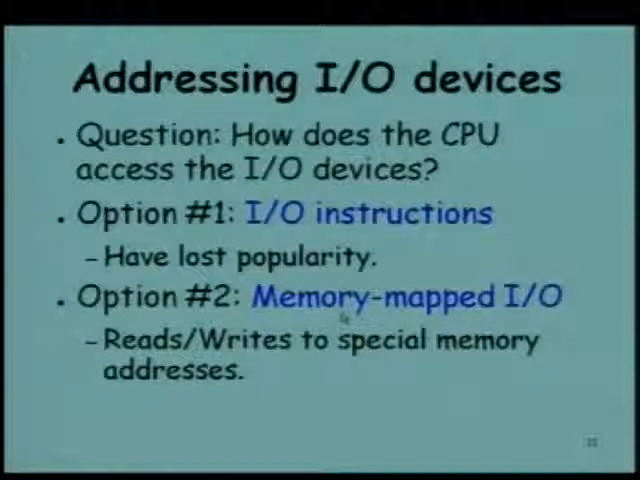 Addressing I/O devices
. Question: How does the CPU
access the I/O devices?
. Option #1: I/O instructions
– Have lost popularity.
. Option #2: Memory-mapped I/O
– Reads/Writes to special memory
addresses.